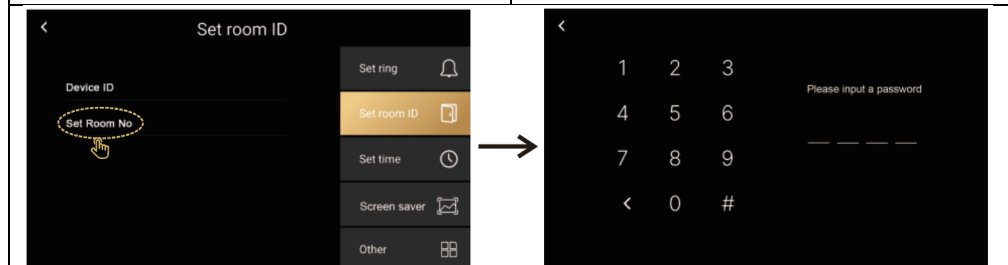 Set room ID
Device ID
Set Room No
Set ring
Set room ID
Set time
Screen saver
Other
1 2 3
4 5 6
7 8 9
< 0 #
Please input a password